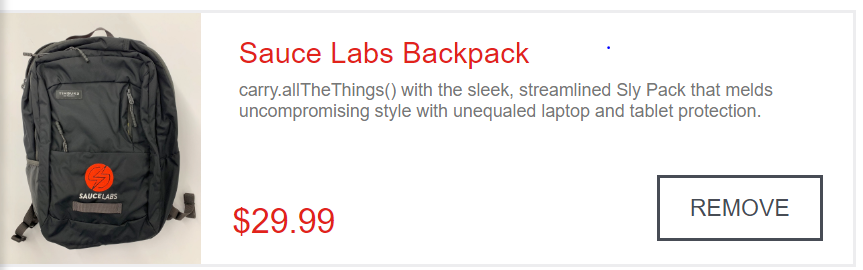 Sauce Labs Backpack
carry.allTheThings() with the sleek, streamlined Sly Pack that melds
uncompromising style with unequaled laptop and tablet protection.
SAUCELABS
$29.99
REMOVE